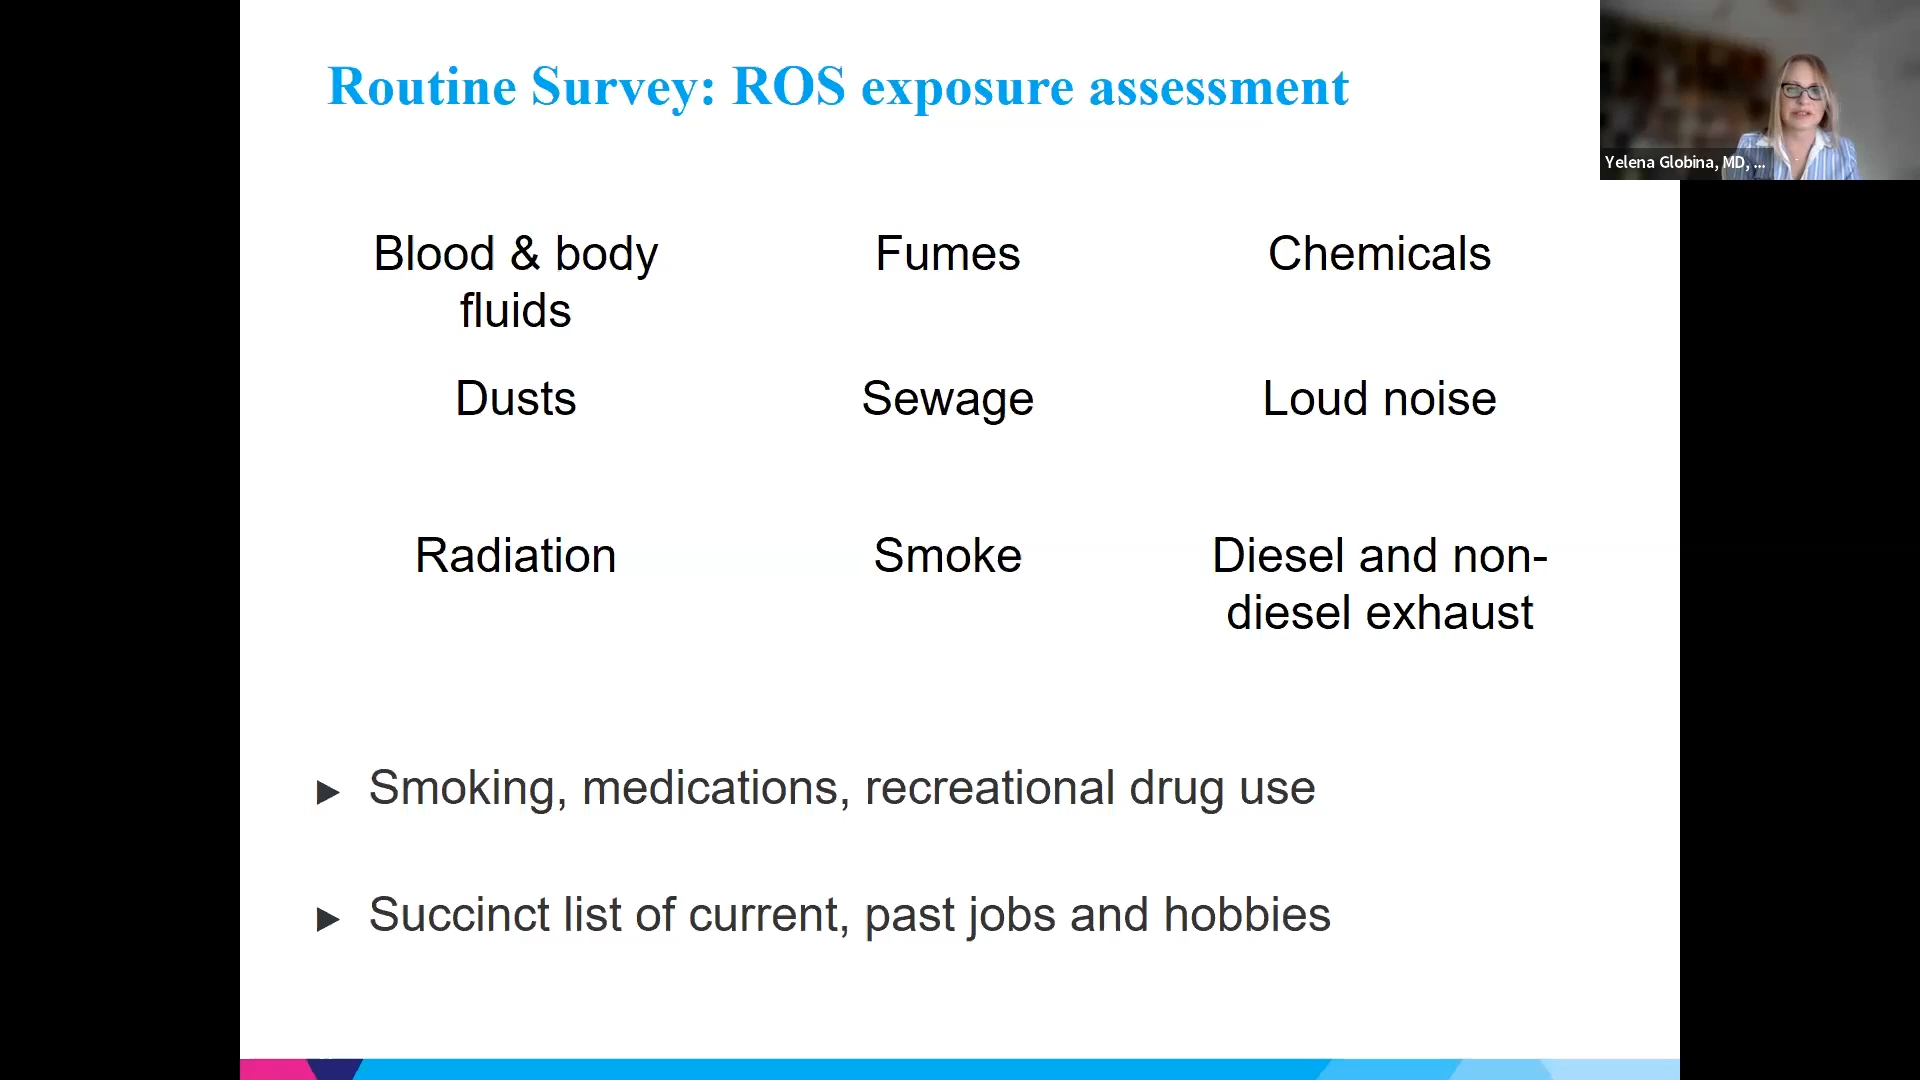 Routine Survey: ROS exposure assessment
Yelena Globina, MD, ...
Blood & body
fluids
Fumes
Chemicals
Dusts
Sewage
Loud noise
Radiation
Smoke
Diesel and non-
diesel exhaust
Smoking, medications, recreational drug use
Succinct list of current, past jobs and hobbies